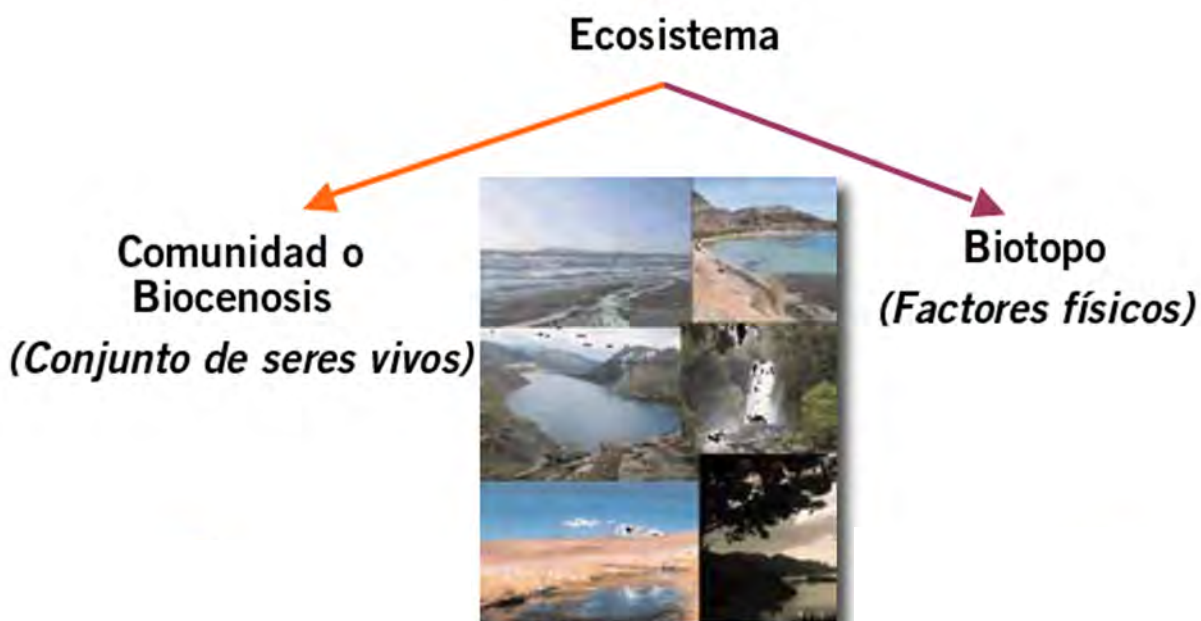 Ecosistema
Comunidad o
Biocenosis
(Conjunto de seres vivos)
Biotopo
(Factores físicos)